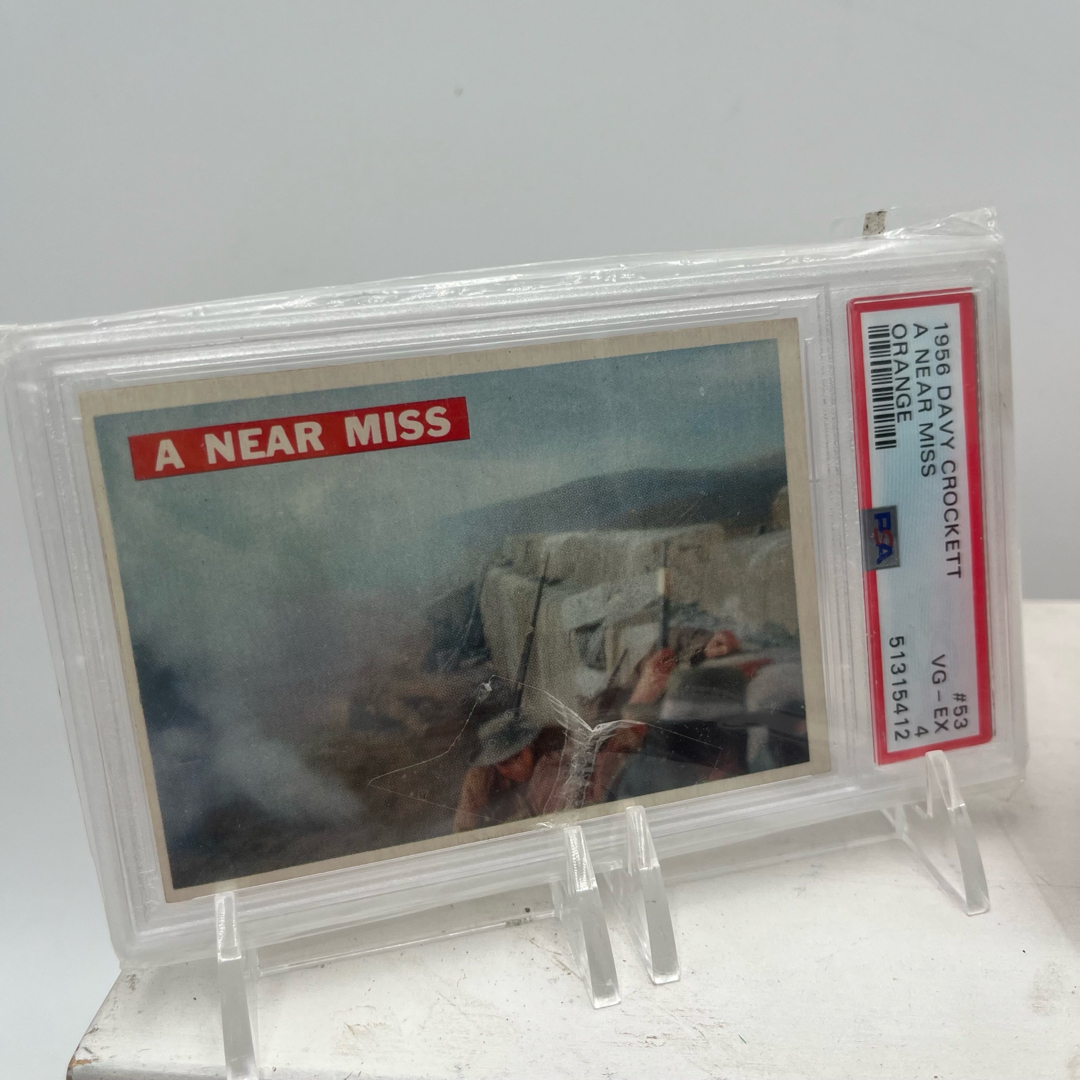 A NEAR MISS
1956 DAVY CROCKETT
#53
A NEAR MISS
VG - EX
ORANGE
4
51315412
PSA